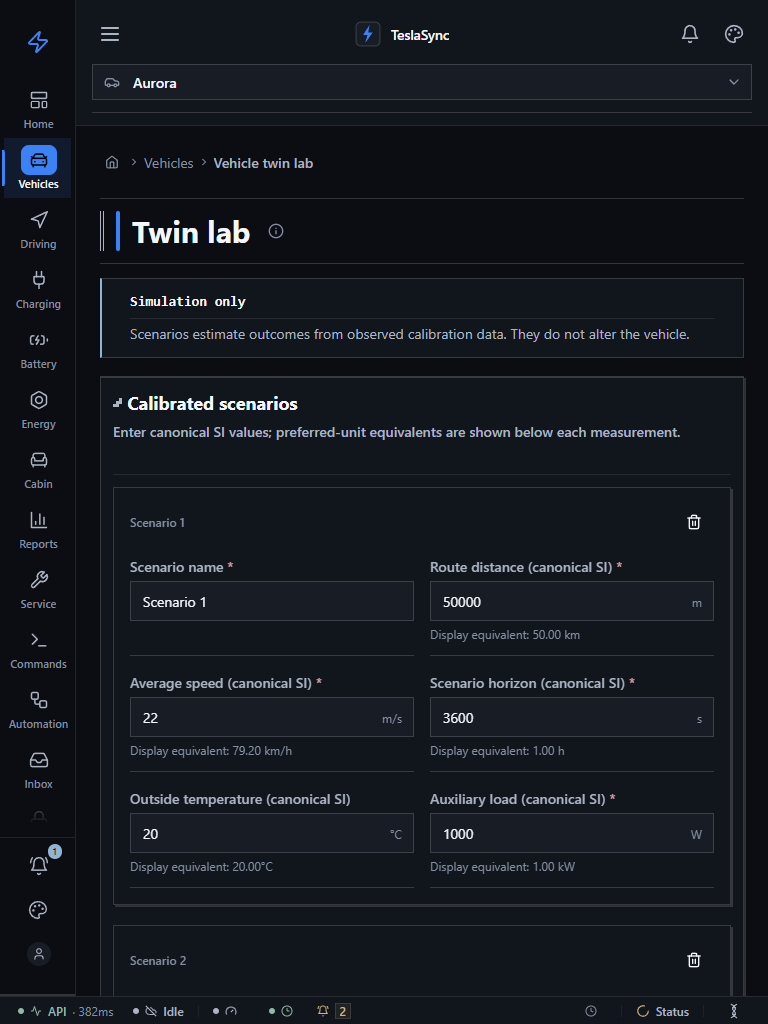 TeslaSync
Aurora
Home
Vehicles
Driving
Charging
Battery
Energy
Cabin
Reports
Service
Commands
Automation
Inbox
1
Vehicles
Vehicle twin lab
Twin lab
Simulation only
Scenarios estimate outcomes from observed calibration data. They do not alter the vehicle.
Calibrated scenarios
Enter canonical SI values; preferred-unit equivalents are shown below each measurement.
Scenario 1
Scenario name *
Scenario 1
Route distance (canonical SI) *
50000 m
Display equivalent: 50.00 km
Average speed (canonical SI) *
22 m/s
Display equivalent: 79.20 km/h
Scenario horizon (canonical SI) *
3600 s
Display equivalent: 1.00 h
Outside temperature (canonical SI)
20 °C
Display equivalent: 20.00°C
Auxiliary load (canonical SI) *
1000 W
Display equivalent: 1.00 kW
Scenario 2
API · 382ms
Idle
2
Status